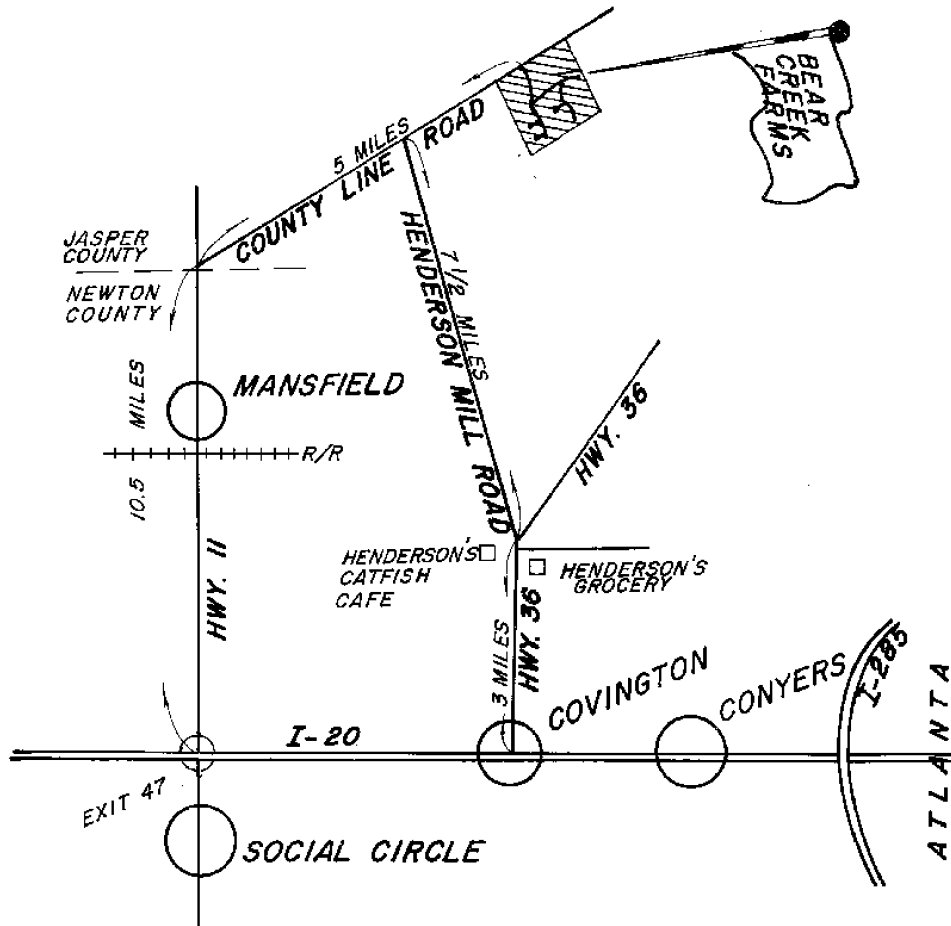 BEAR
CREEK
FARMS
5 MILES
COUNTY LINE ROAD
JASPER
COUNTY
NEWTON
COUNTY
7 1/2 MILES
HENDERSON MILL ROAD
MANSFIELD
10.5 MILES
R/R
HWY. 36
HWY. 11
HENDERSON'S
CATFISH
CAFE
HENDERSON'S
GROCERY
3 MILES
HWY. 36
COVINGTON
CONYERS
I-285
ATLANTA
I-20
EXIT 47
SOCIAL CIRCLE